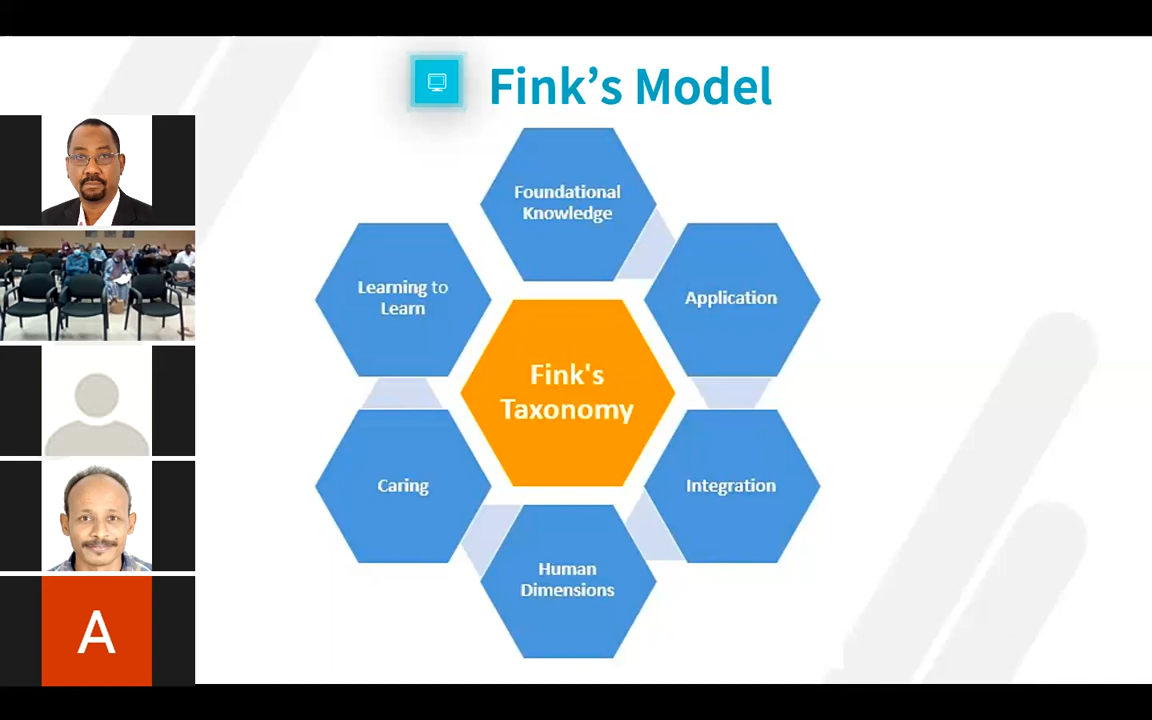 Fink’s Model
Foundational
Knowledge
Application
Integration
Human
Dimensions
Caring
Learning to
Learn
Fink's
Taxonomy
A